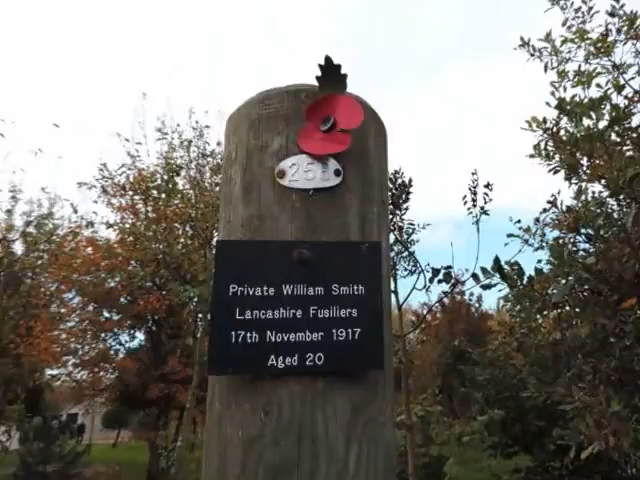 Private William Smith
Lancashire Fusiliers
17th November 1917
Aged 20